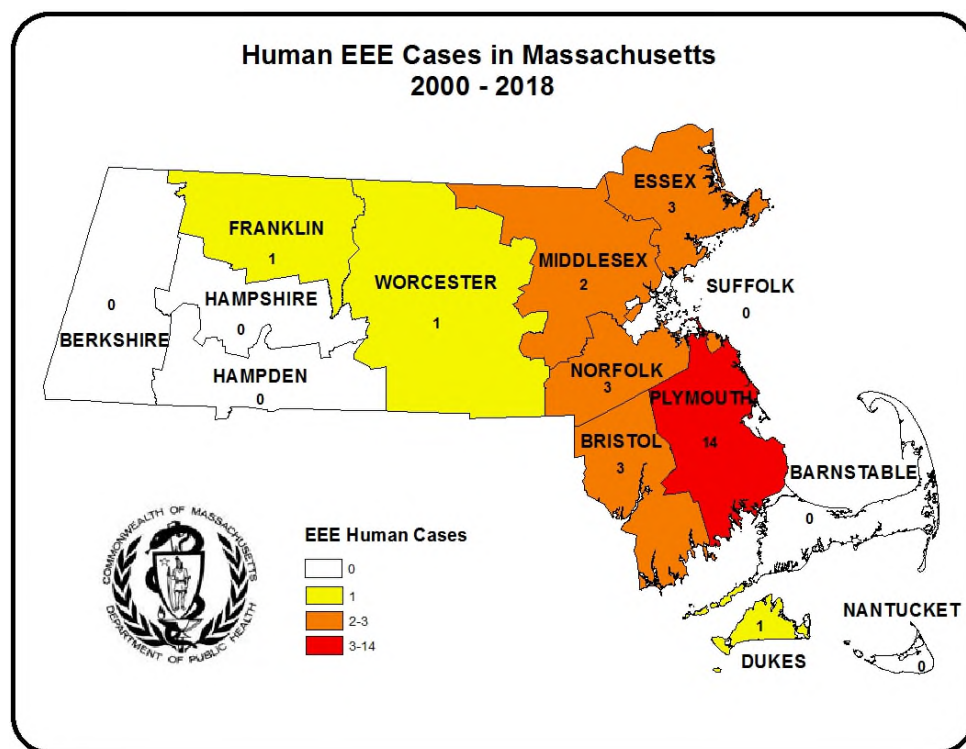 Human EEE Cases in Massachusetts
2000 - 2018
ESSEX
3
FRANKLIN
1
MIDDLESEX
2
WORCESTER
1
SUFFOLK
0
HAMPSHIRE
0
0
BERKSHIRE
HAMPDEN
0
NORFOLK
3
PLYMOUTH
14
BRISTOL
3
BARNSTABLE
0
NANTUCKET
0
1
DUKES
EEE Human Cases
0
1
2-3
3-14
COMMONWEALTH OF MASSACHUSETTS
DEPARTMENT OF PUBLIC HEALTH